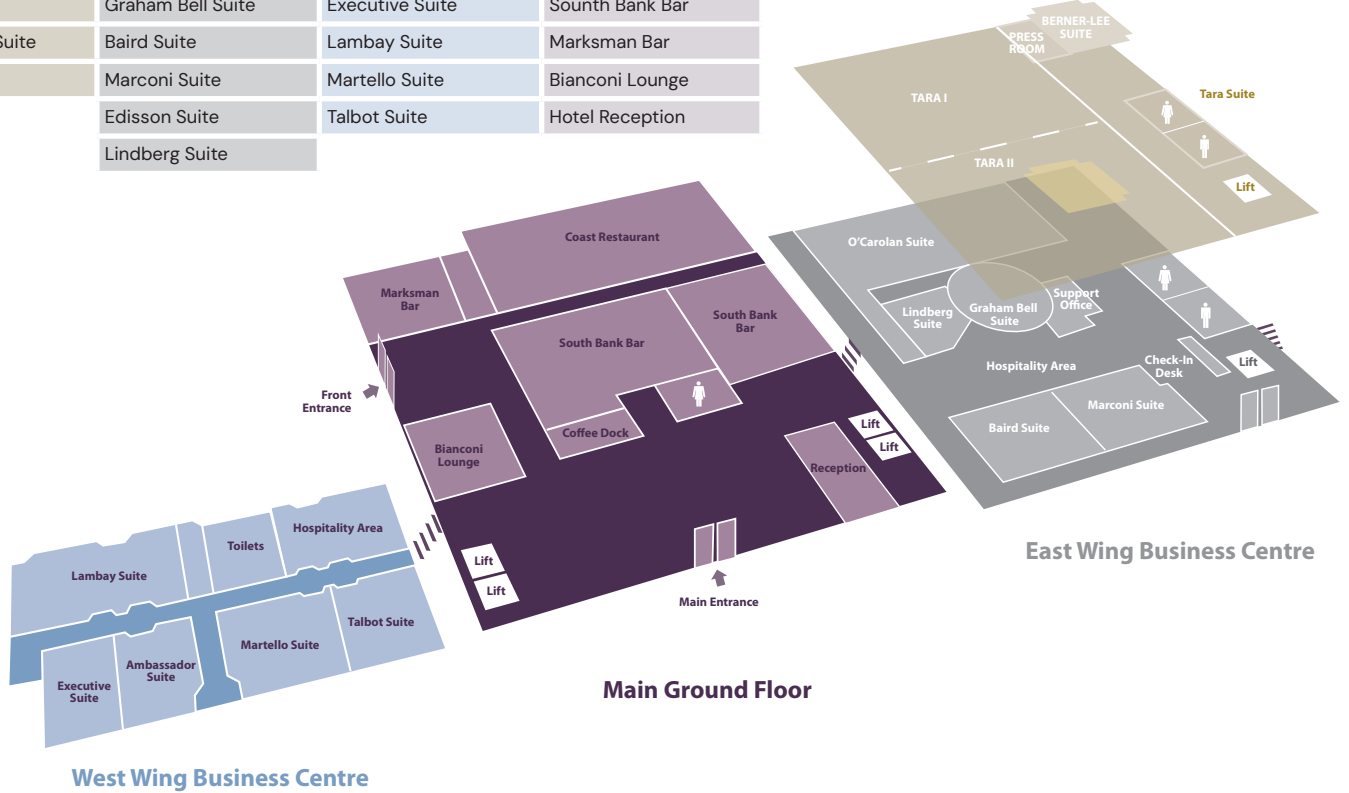 Graham Bell Suite
Executive Suite
Sounth Bank Bar
Suite
Baird Suite
Lambay Suite
Marksman Bar
Marconi Suite
Martello Suite
Bianconi Lounge
Edisson Suite
Talbot Suite
Hotel Reception
Lindberg Suite
BERNER-LEE
SUITE
PRESS
ROOM
TARA I
Tara Suite
TARA II
Lift
O’Carolan Suite
Lindberg
Suite
Graham Bell
Suite
Support
Office
Hospitality Area
Check-In
Desk
Lift
Marconi Suite
Baird Suite
East Wing Business Centre
Coast Restaurant
Marksman
Bar
South Bank
Bar
South Bank Bar
Front
Entrance
Coffee Dock
Bianconi
Lounge
Lift
Lift
Reception
Lift
Lift
Main Entrance
Main Ground Floor
Hospitality Area
Toilets
Lambay Suite
Talbot Suite
Martello Suite
Ambassador
Suite
Executive
Suite
West Wing Business Centre